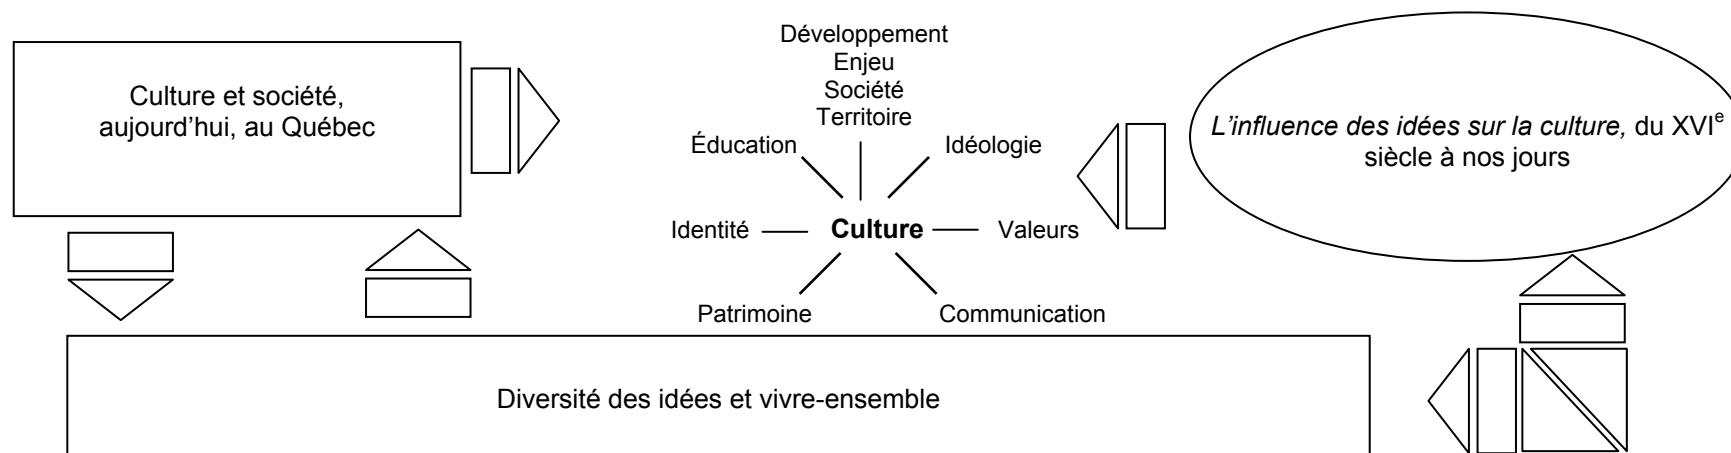 Culture et société,
aujourd’hui, au Québec
Développement
Enjeu
Société
Territoire
Éducation
Idéologie
Identité
Culture
Valeurs
Patrimoine
Communication
L’influence des idées sur la culture, du XVIe
siècle à nos jours
Diversité des idées et vivre-ensemble